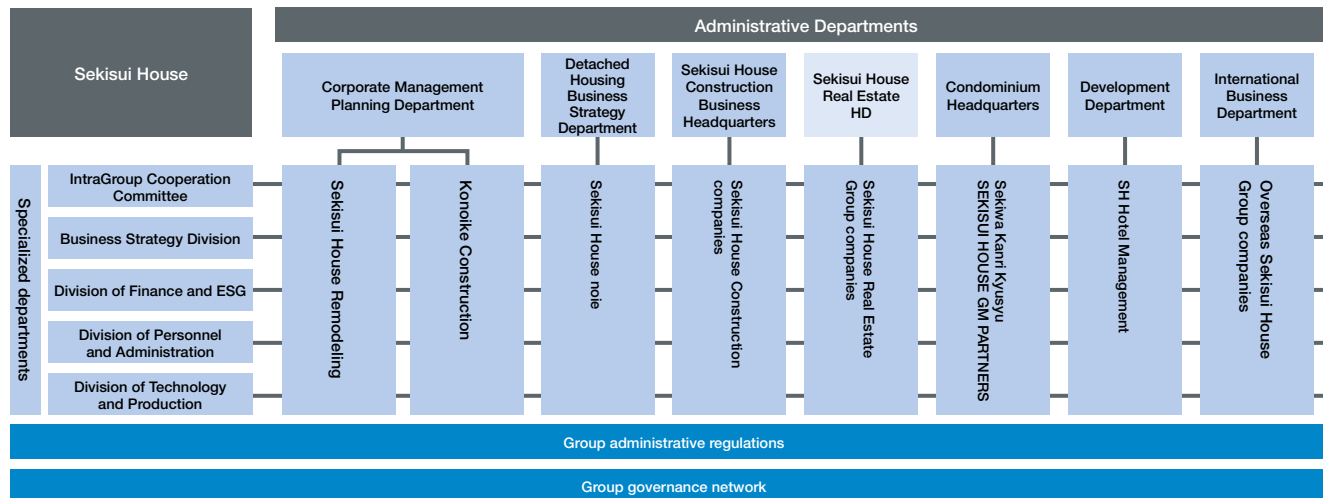 Sekisui House
Administrative Departments
Corporate Management
Planning Department
Detached
Housing
Business
Strategy
Department
Sekisui House
Construction
Business
Headquarters
Sekisui House
Real Estate
HD
Condominium
Headquarters
Development
Department
International
Business
Department
Specialized departments
IntraGroup Cooperation
Committee
Business Strategy Division
Division of Finance and ESG
Division of Personnel
and Administration
Division of Technology
and Production
Sekisui House Remodeling
Konoike Construction
Sekisui House noie
Sekisui House Construction
companies
Sekisui House Real Estate
Group companies
Sekiwa Kanri Kyusyu
SEKISUI HOUSE GM PARTNERS
SH Hotel Management
Overseas Sekisui House
Group companies
Group administrative regulations
Group governance network